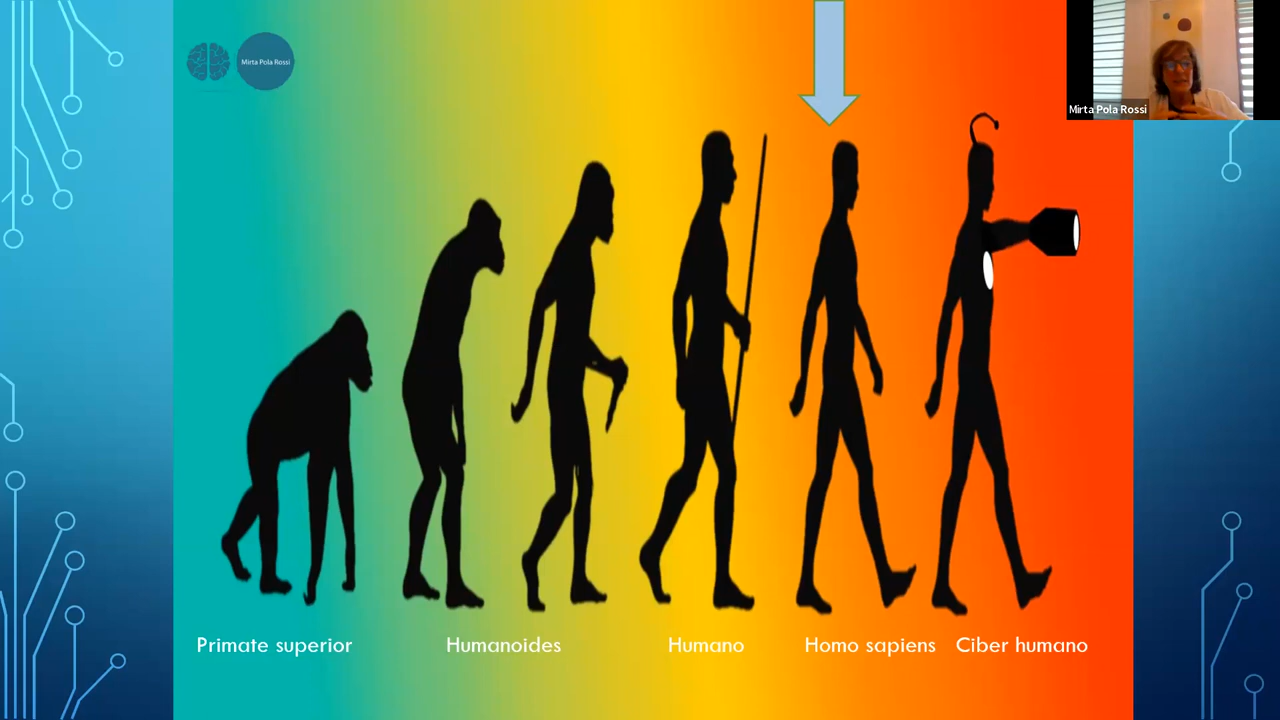 Mirta Pola Rossi
Mirta Pola Rossi
Primate superior
Humanoides
Humano
Homo sapiens
Ciber humano